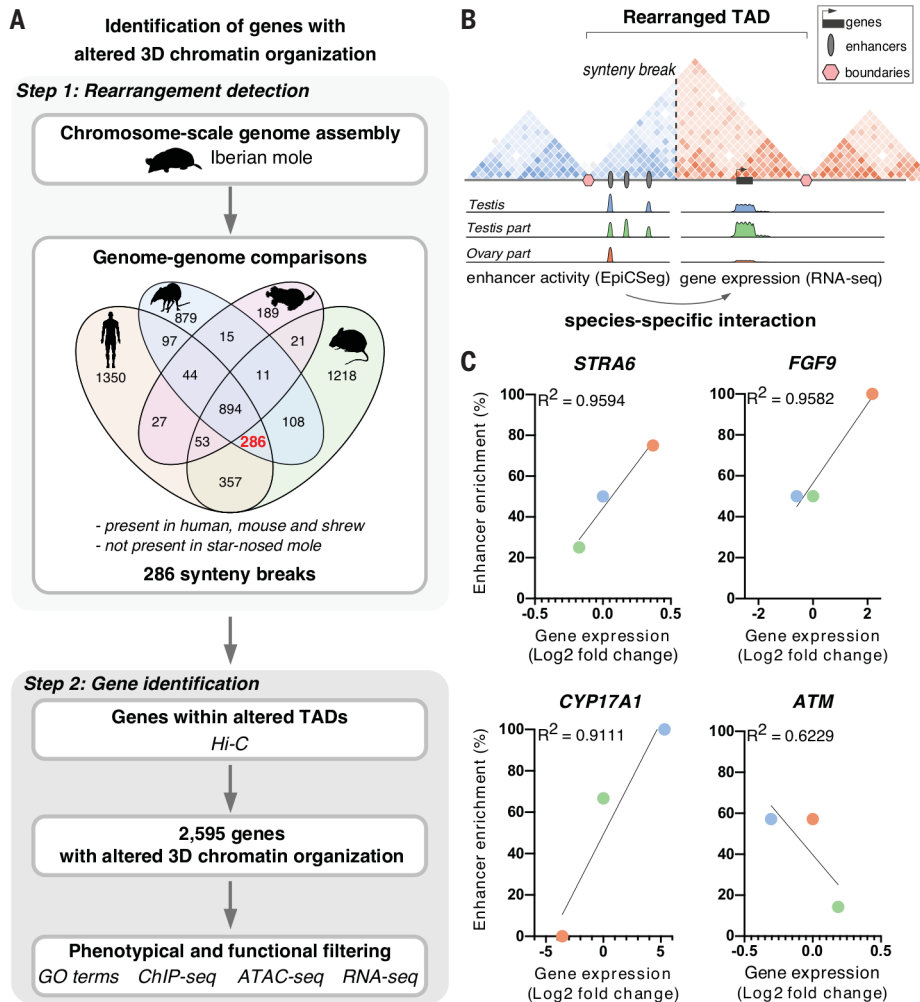 A
Identification of genes with
altered 3D chromatin organization
Step 1: Rearrangement detection
Chromosome-scale genome assembly
Iberian mole
Genome-genome comparisons
879
189
97
15
21
1350
1218
44
11
27
894
108
53
286
357
- present in human, mouse and shrew
- not present in star-nosed mole
286 synteny breaks
Step 2: Gene identification
Genes within altered TADs
Hi-C
2,595 genes
with altered 3D chromatin organization
Phenotypical and functional filtering
GO terms ChIP-seq ATAC-seq RNA-seq
B
Rearranged TAD
genes
enhancers
boundaries
synteny break
Testis
Testis part
Ovary part
enhancer activity (EpiCSeg) gene expression (RNA-seq)
species-specific interaction
C
STRA6
R2 = 0.9594
Enhancer enrichment (%)
100
80
60
40
20
0
-0.5 0.0 0.5
Gene expression
(Log2 fold change)
FGF9
R2 = 0.9582
100
80
60
40
20
0
-2 0 2
Gene expression
(Log2 fold change)
CYP17A1
R2 = 0.9111
Enhancer enrichment (%)
100
80
60
40
20
0
-5 0 5
Gene expression
(Log2 fold change)
ATM
R2 = 0.6229
100
80
60
40
20
0
-0.5 0.0 0.5
Gene expression
(Log2 fold change)